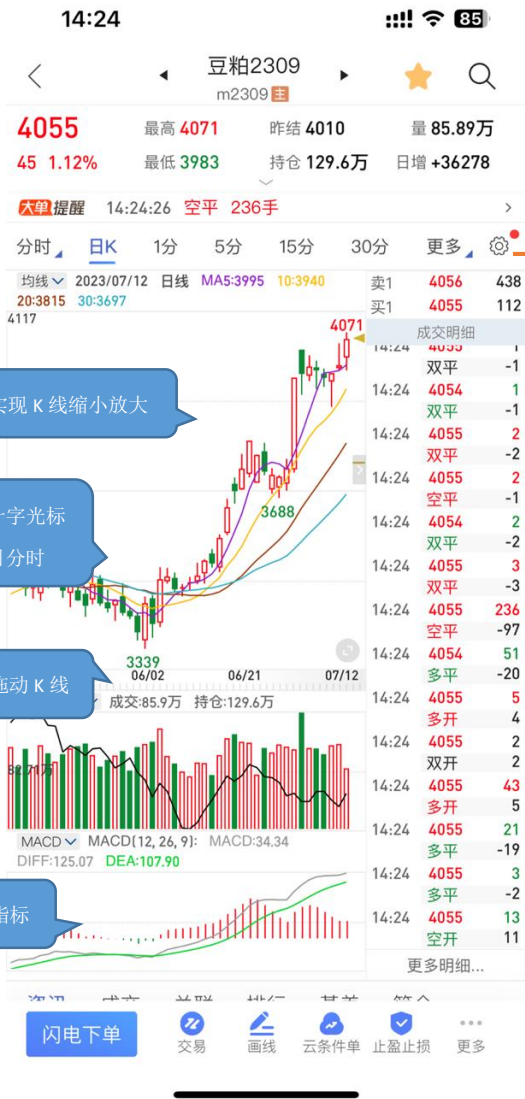 14:24
85
豆粕2309
m2309 主
4055
最高 4071
昨结 4010
量 85.89万
45 1.12%
最低 3983
持仓 129.6万
日增 +36278
大单提醒 14:24:26 空平 236手
分时 日K 1分 5分 15分 30分 更多
均线 2023/07/12 日线 MA5:3995 10:3940
20:3815 30:3697
4117
4071
实现 K 线缩小放大
十字光标
分时
3688
3339
拖动 K 线
06/02 06/21 07/12
成交:85.9万 持仓:129.6万
82.71万
MACD MACD(12, 26, 9): MACD:34.34
DIFF:125.07 DEA:107.90
指标
卖1 4056 438
买1 4055 112
成交明细
14:24 4055 1
双平 -1
14:24 4054 1
双平 -1
14:24 4055 2
双平 -2
14:24 4055 2
空平 -1
14:24 4054 2
双平 -2
14:24 4055 3
双平 -3
14:24 4055 236
空平 -97
14:24 4054 51
多平 -20
14:24 4055 5
多开 4
14:24 4055 2
双开 2
14:24 4055 43
多开 5
14:24 4055 21
多平 -19
14:24 4055 3
多平 -2
14:24 4055 13
空开 11
更多明细...
闪电下单 交易 画线 云条件单 止盈止损 更多